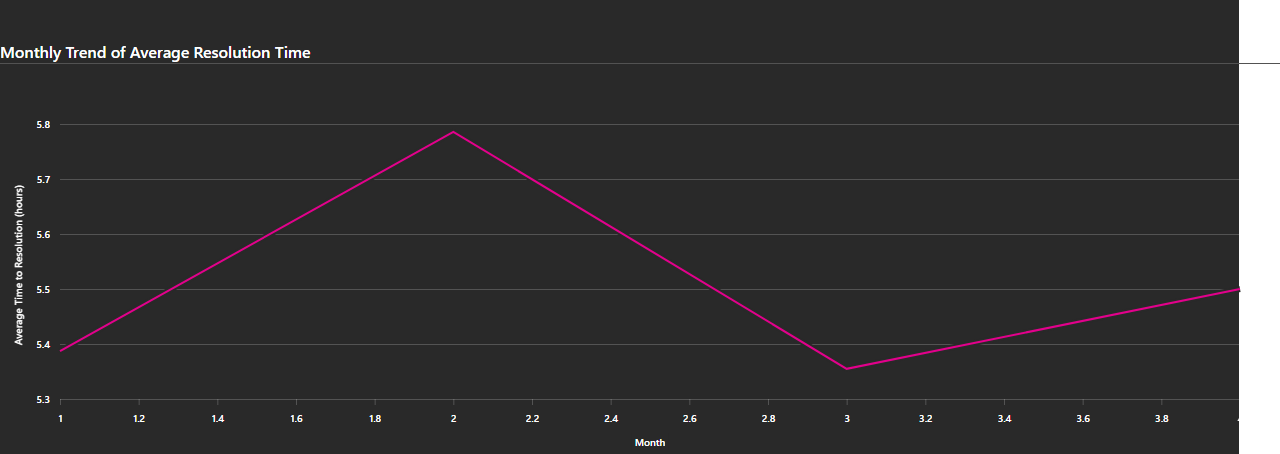 Monthly Trend of Average Resolution Time
5.8
5.7
5.6
5.5
5.4
5.3
Average Time to Resolution (hours)
1 1.2 1.4 1.6 1.8 2 2.2 2.4 2.6 2.8 3 3.2 3.4 3.6 3.8
Month